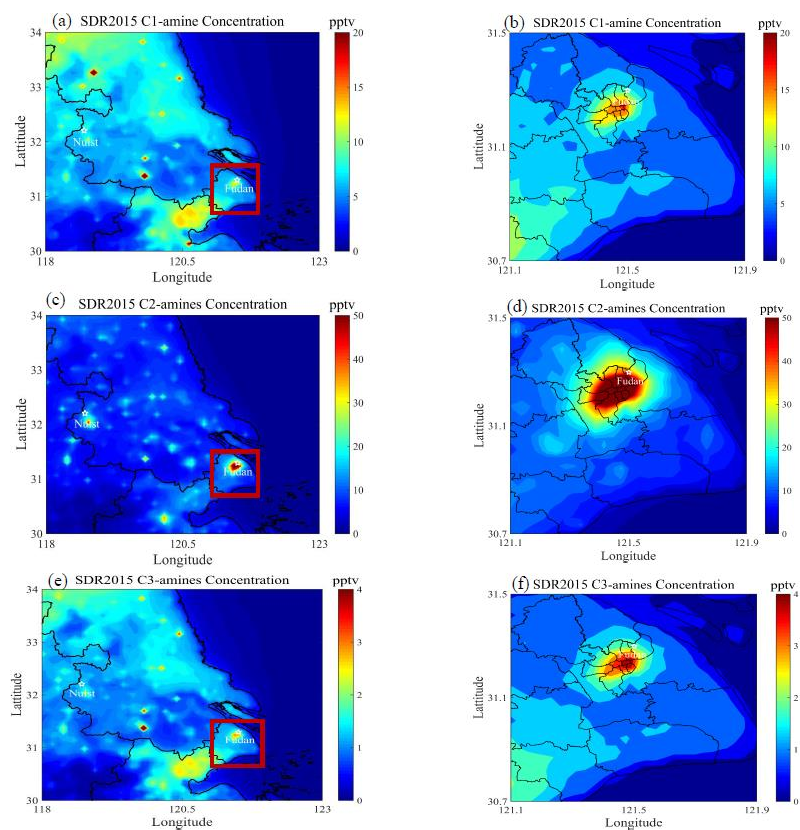 (a) SDR2015 C1-amine Concentration pptv
34
33
32
31
30
Lattitude
Nuist
Fudan
118 120.5 123
Longitude
20
15
10
5
0
(b) SDR2015 C1-amine Concentration pptv
31.5
31.1
30.7
Lattitude
121.1 121.5 121.9
Longitude
20
15
10
5
0
(c) SDR2015 C2-amines Concentration pptv
34
33
32
31
30
Lattitude
Nuist
Fudan
118 120.5 123
Longitude
50
40
30
20
10
0
(d) SDR2015 C2-amines Concentration pptv
31.5
31.1
30.7
Lattitude
Fudan
121.1 121.5 121.9
Longitude
50
40
30
20
10
0
(e) SDR2015 C3-amines Concentration pptv
34
33
32
31
30
Lattitude
Nuist
Fudan
118 120.5 123
Longitude
4
3.5
3
2.5
2
1.5
1
0.5
0
(f) SDR2015 C3-amines Concentration pptv
31.5
31.1
30.7
Lattitude
121.1 121.5 121.9
Longitude
4